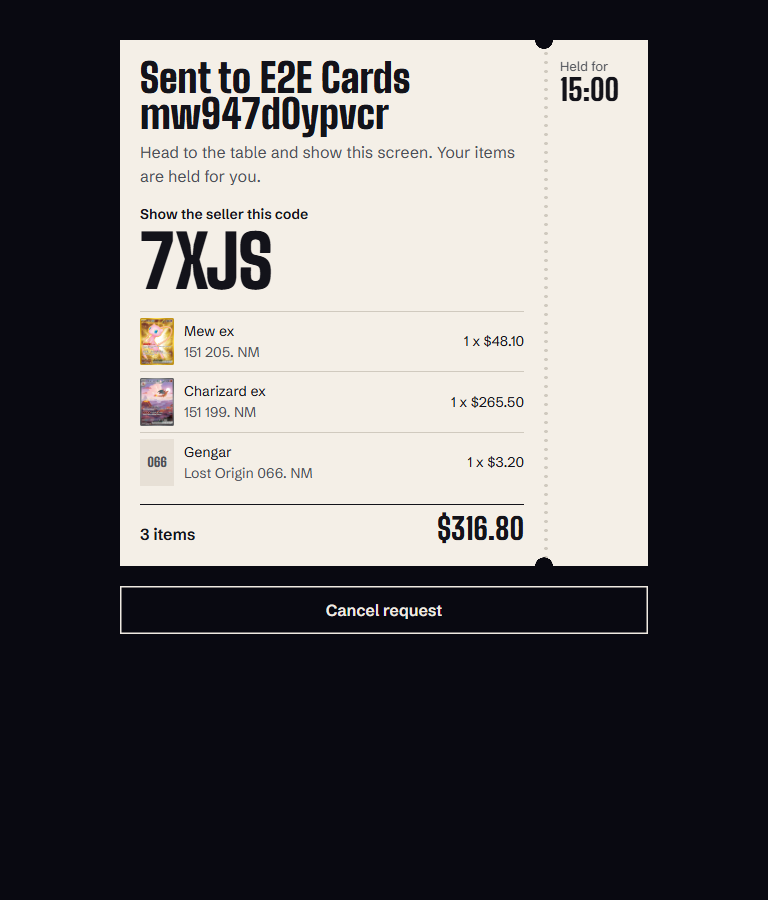 Sent to E2E Cards
mw947d0ypvcr
Held for
15:00
Head to the table and show this screen. Your items
are held for you.
Show the seller this code
7XJS
Mew ex
151 205. NM
1 x $48.10
Charizard ex
151 199. NM
1 x $265.50
066
Gengar
Lost Origin 066. NM
1 x $3.20
3 items
$316.80
Cancel request